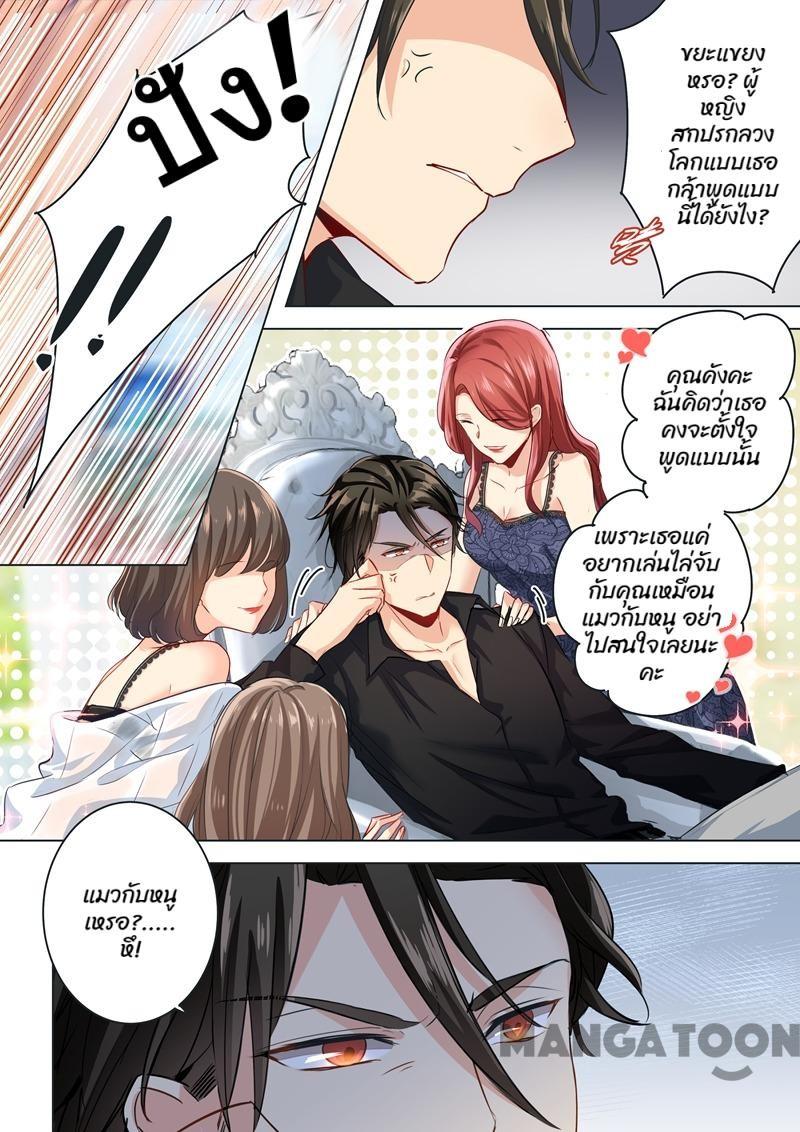 ปัง!
!!
ขยะแขยง
หรอ? ผู้
หญิง
สกปรกลวง
โลกแบบเธอ
กล้าพูดแบบ
นี้ได้ยังไง?
คุณคังคะ
ฉันคิดว่าเธอ
คงจะตั้งใจ
พูดแบบนั้น
เพราะเธอแค่
อยากเล่นไล่จับ
กับคุณเหมือน
แมวกับหนู อย่า
ไปสนใจเลยนะ
คะ
แมวกับหนู
เหรอ?.....
หึ!
MANGATOON